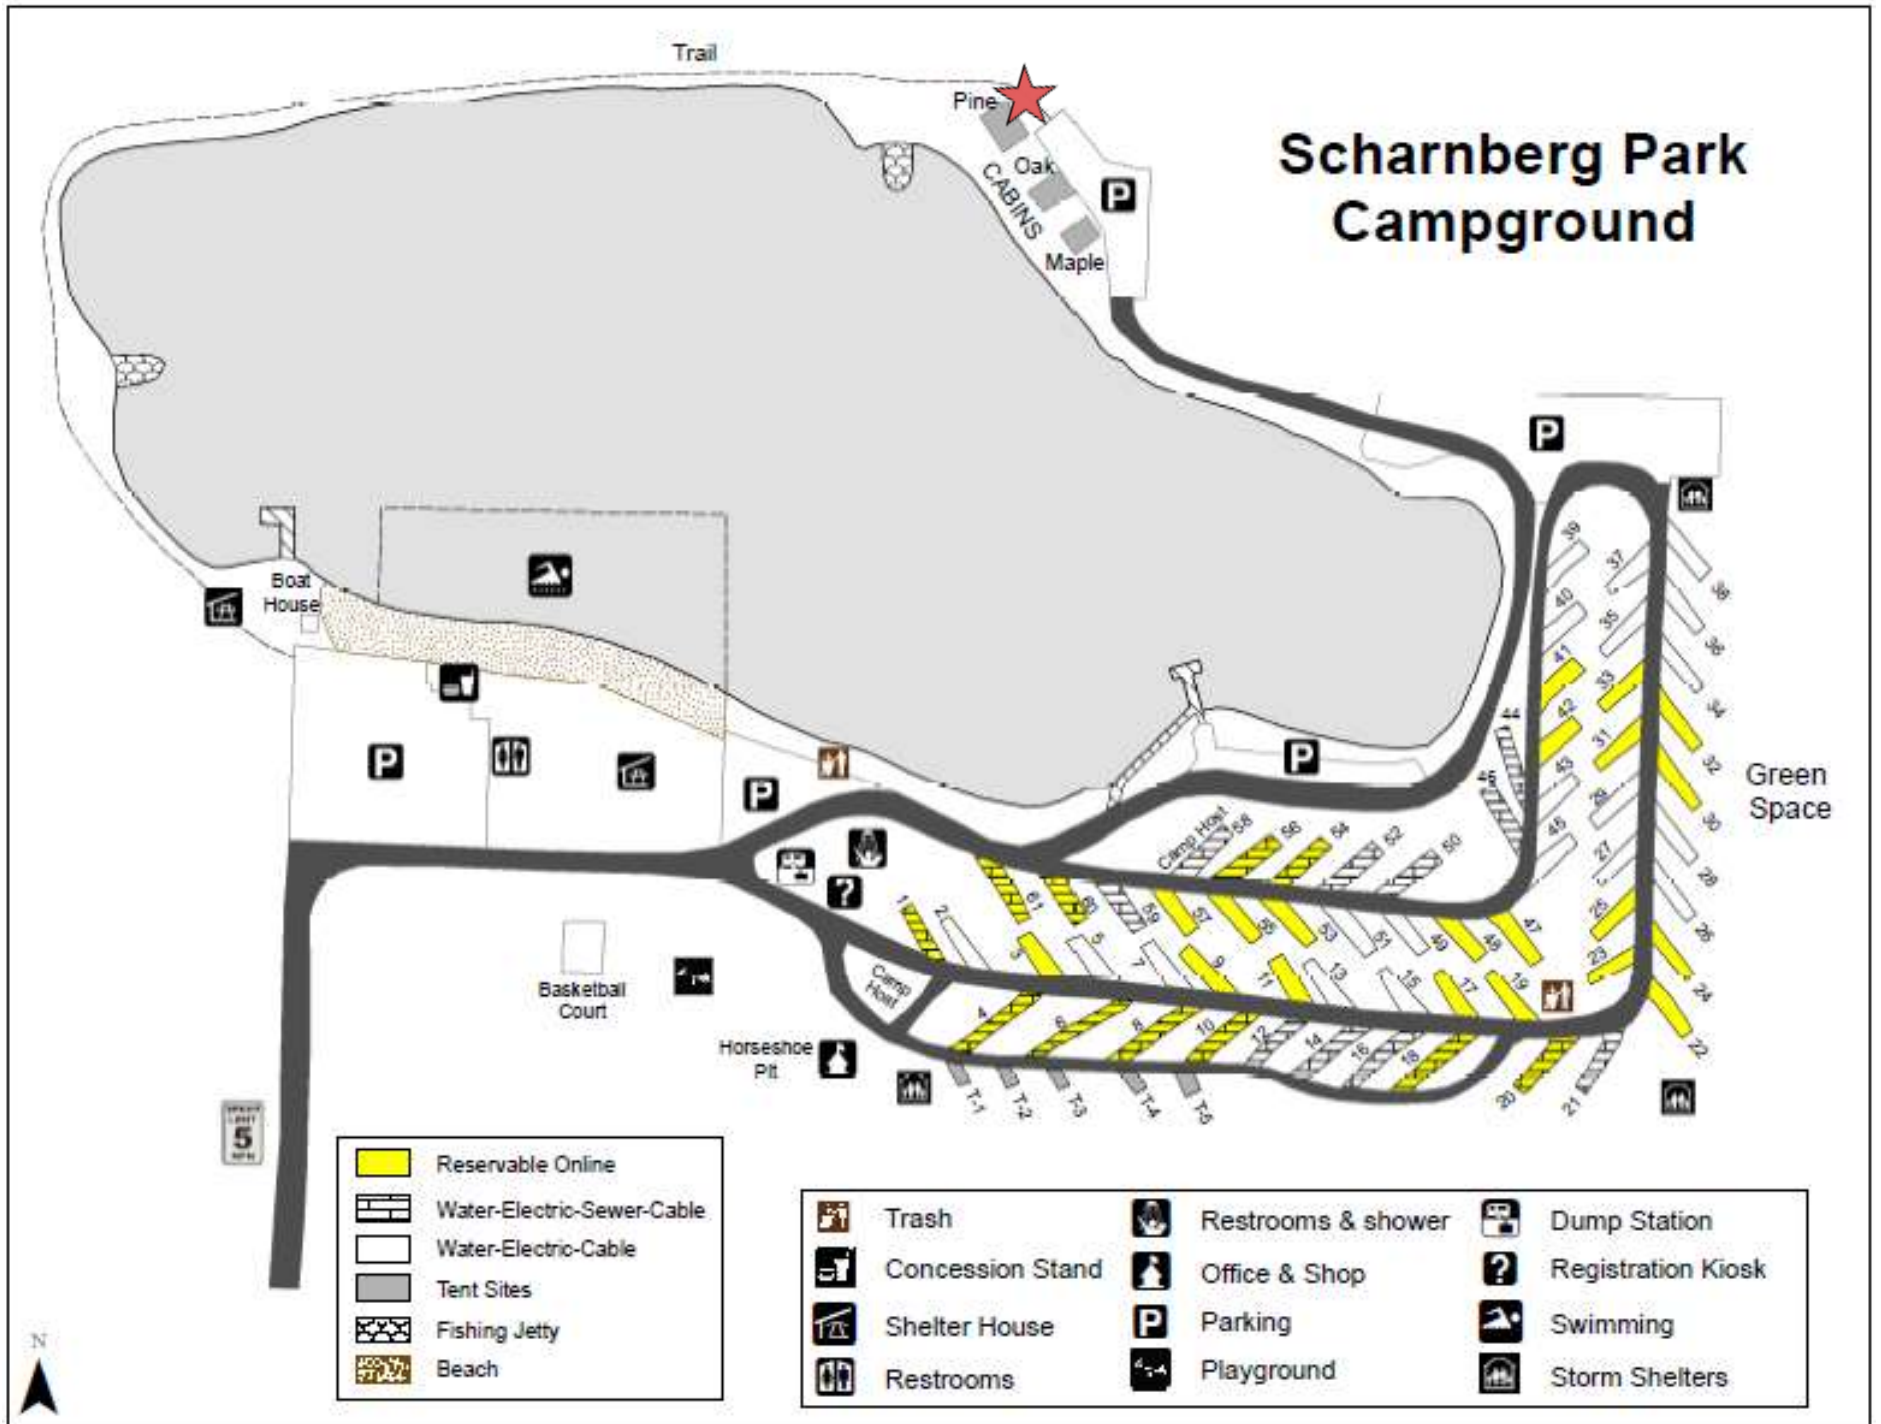 Trail
Pine
Oak
CABINS
Maple
P
Scharnberg Park
Campground
P
Boat
House
P
P
P
?
Basketball
Court
Horseshoe
Pit
Camp
Host
Camp Host
Green
Space
39
37
38
40
35
36
41
33
34
42
31
32
44
43
29
30
46
45
27
28
58
56
54
52
50
25
26
1
2
61
60
59
57
55
53
51
49
48
47
23
24
3
5
7
9
11
13
15
17
19
22
4
6
8
10
12
14
16
18
20
21
T-1
T-2
T-3
T-4
T-5
SPEED
LIMIT
5
MPH
Reservable Online
Water-Electric-Sewer-Cable
Water-Electric-Cable
Tent Sites
Fishing Jetty
Beach
Trash
Concession Stand
Shelter House
Restrooms
Restrooms & shower
Office & Shop
P Parking
Playground
Dump Station
? Registration Kiosk
Swimming
Storm Shelters
N